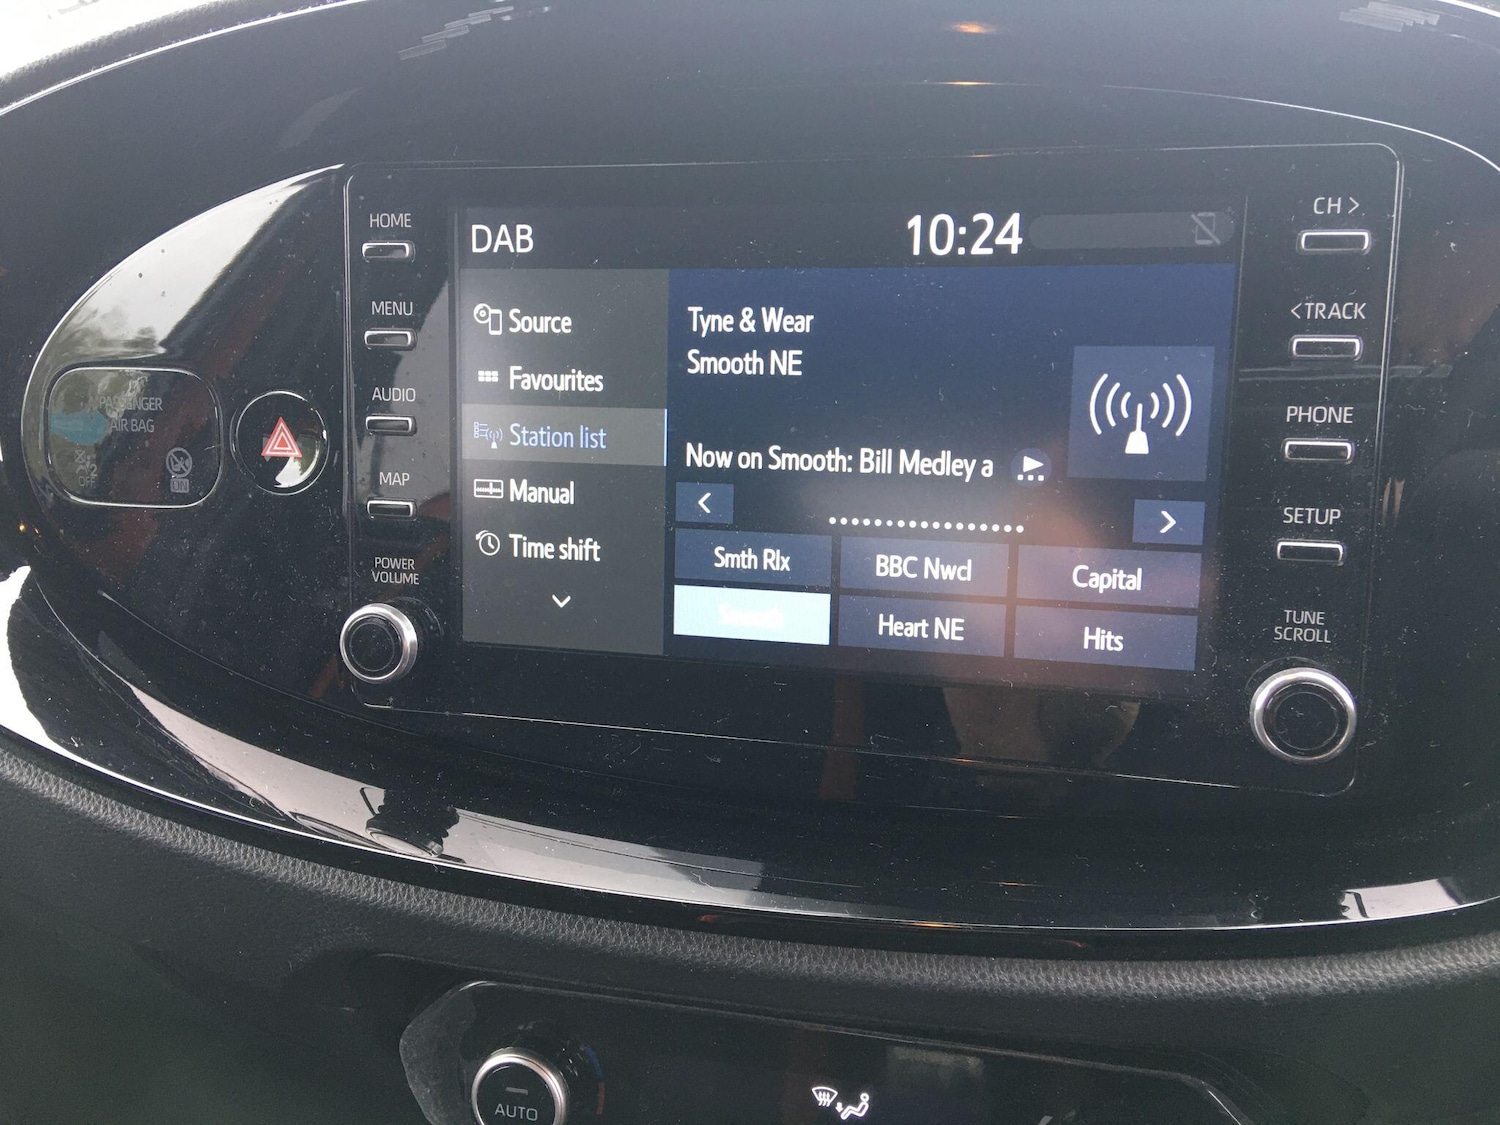 HOME
MENU
AUDIO
MAP
POWER
VOLUME
PASSENGER
AIR BAG
OFF
ON
DAB
10:24
Source
Favourites
Station list
Manual
Time shift
Tyne & Wear
Smooth NE
Now on Smooth: Bill Medley a
Smth Rlx
BBC Nwcl
Capital
Smooth
Heart NE
Hits
CH >
< TRACK
PHONE
SETUP
TUNE
SCROLL
AUTO